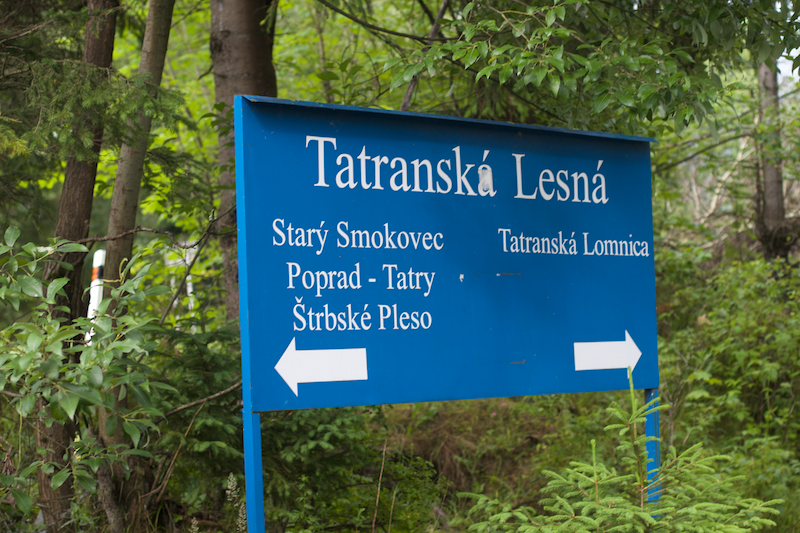 Tatranská Lesná
Starý Smokovec
Poprad - Tatry
Štrbské Pleso
Tatranská Lomnica